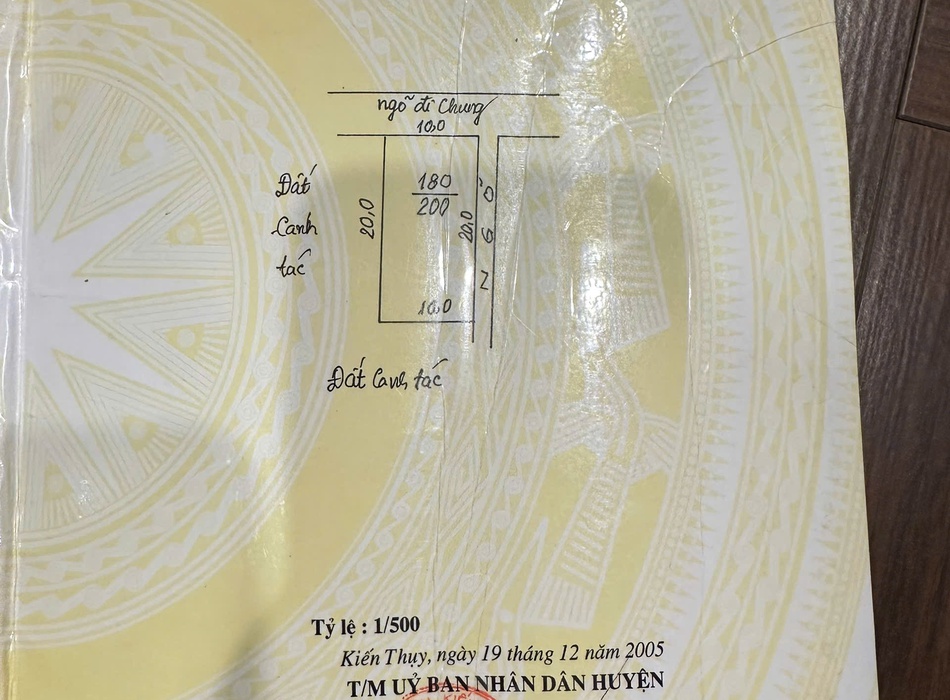 ngõ đi chung
10,0
Đất
Canh
tác
20,0
180
200
20,0
N G Õ
10,0
Đất Canh tác
Tỷ lệ : 1/500
Kiến Thụy, ngày 19 tháng 12 năm 2005
T/M UỶ BAN NHÂN DÂN HUYỆN